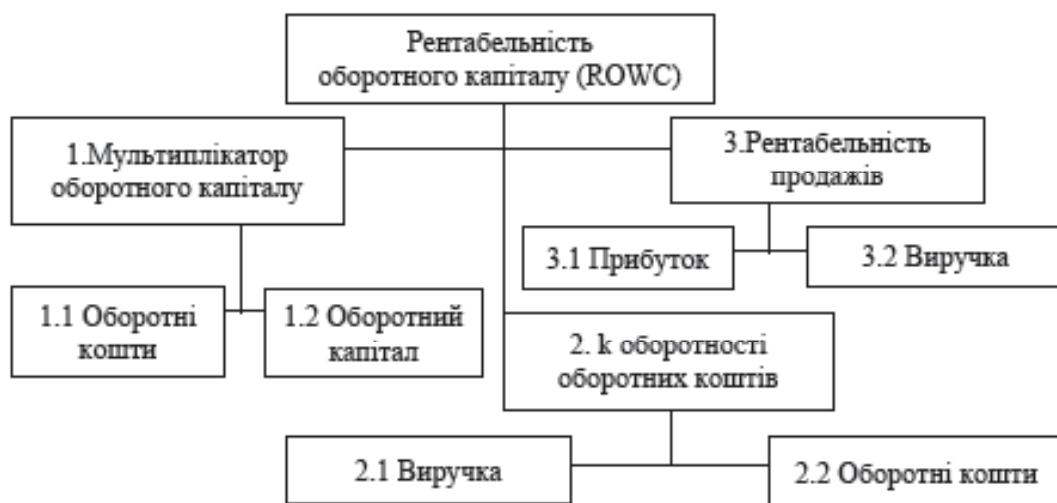 Рентабельність
оборотного капіталу (ROWC)
1.Мультиплікатор
оборотного капіталу
3.Рентабельність
продажів
3.1 Прибуток
3.2 Виручка
1.1 Оборотні
кошти
1.2 Оборотний
капітал
2. k оборотності
оборотних коштів
2.1 Виручка
2.2 Оборотні кошти